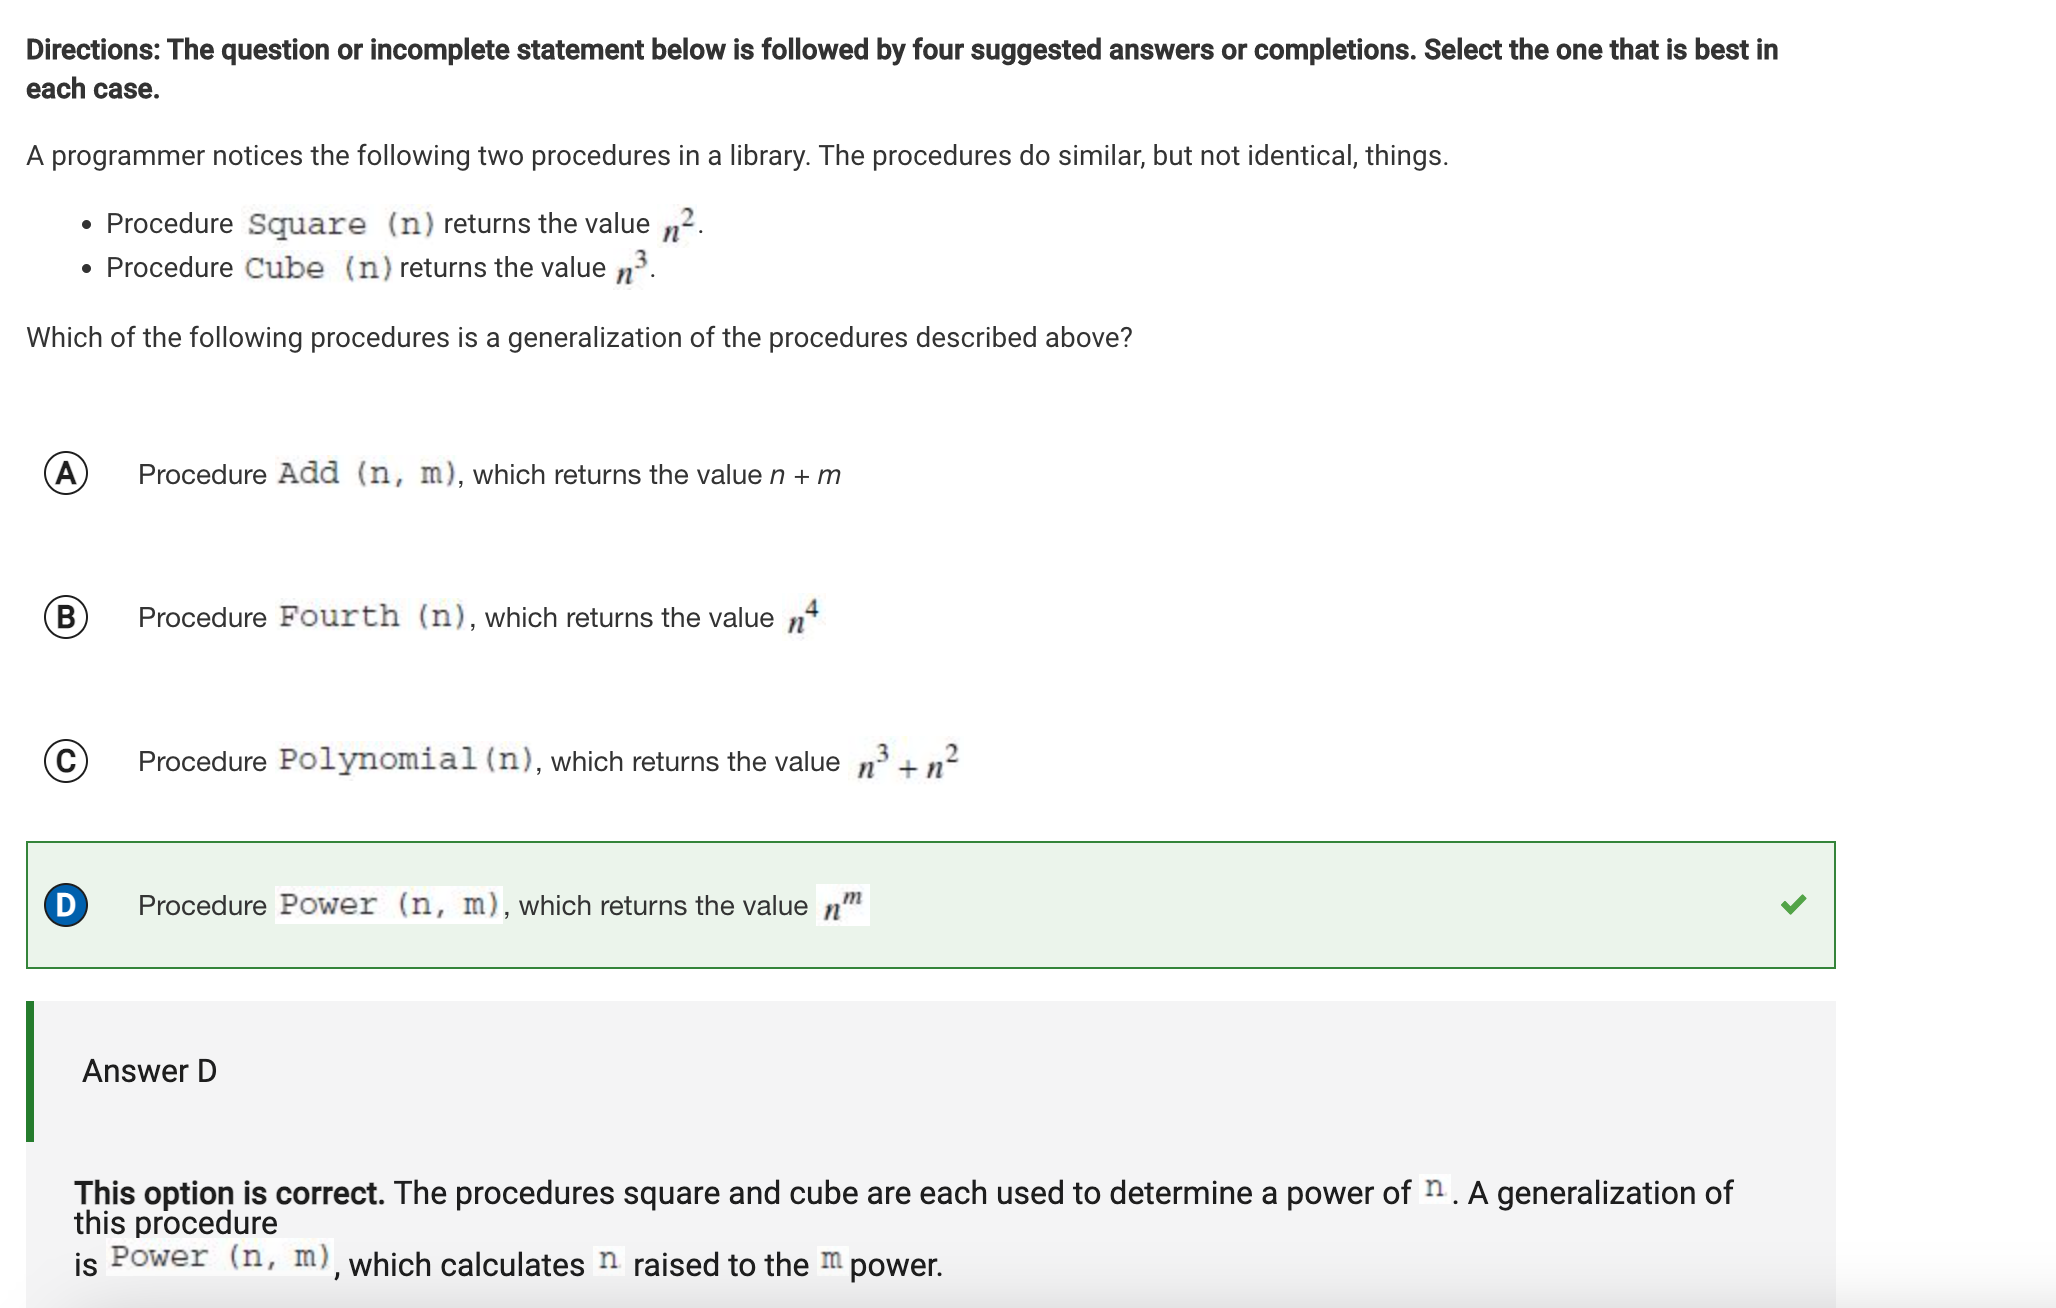 Directions: The question or incomplete statement below is followed by four suggested answers or completions. Select the one that is best in
each case.
A programmer notices the following two procedures in a library. The procedures do similar, but not identical, things.
• Procedure Square (n) returns the value n².
• Procedure Cube (n) returns the value n³.
Which of the following procedures is a generalization of the procedures described above?
A Procedure Add (n, m), which returns the value n + m
B Procedure Fourth (n), which returns the value n⁴
C Procedure Polynomial (n), which returns the value n³ + n²
D Procedure Power (n, m), which returns the value nᵐ
Answer D
This option is correct. The procedures square and cube are each used to determine a power of n. A generalization of
this procedure
is Power (n, m), which calculates n raised to the m power.